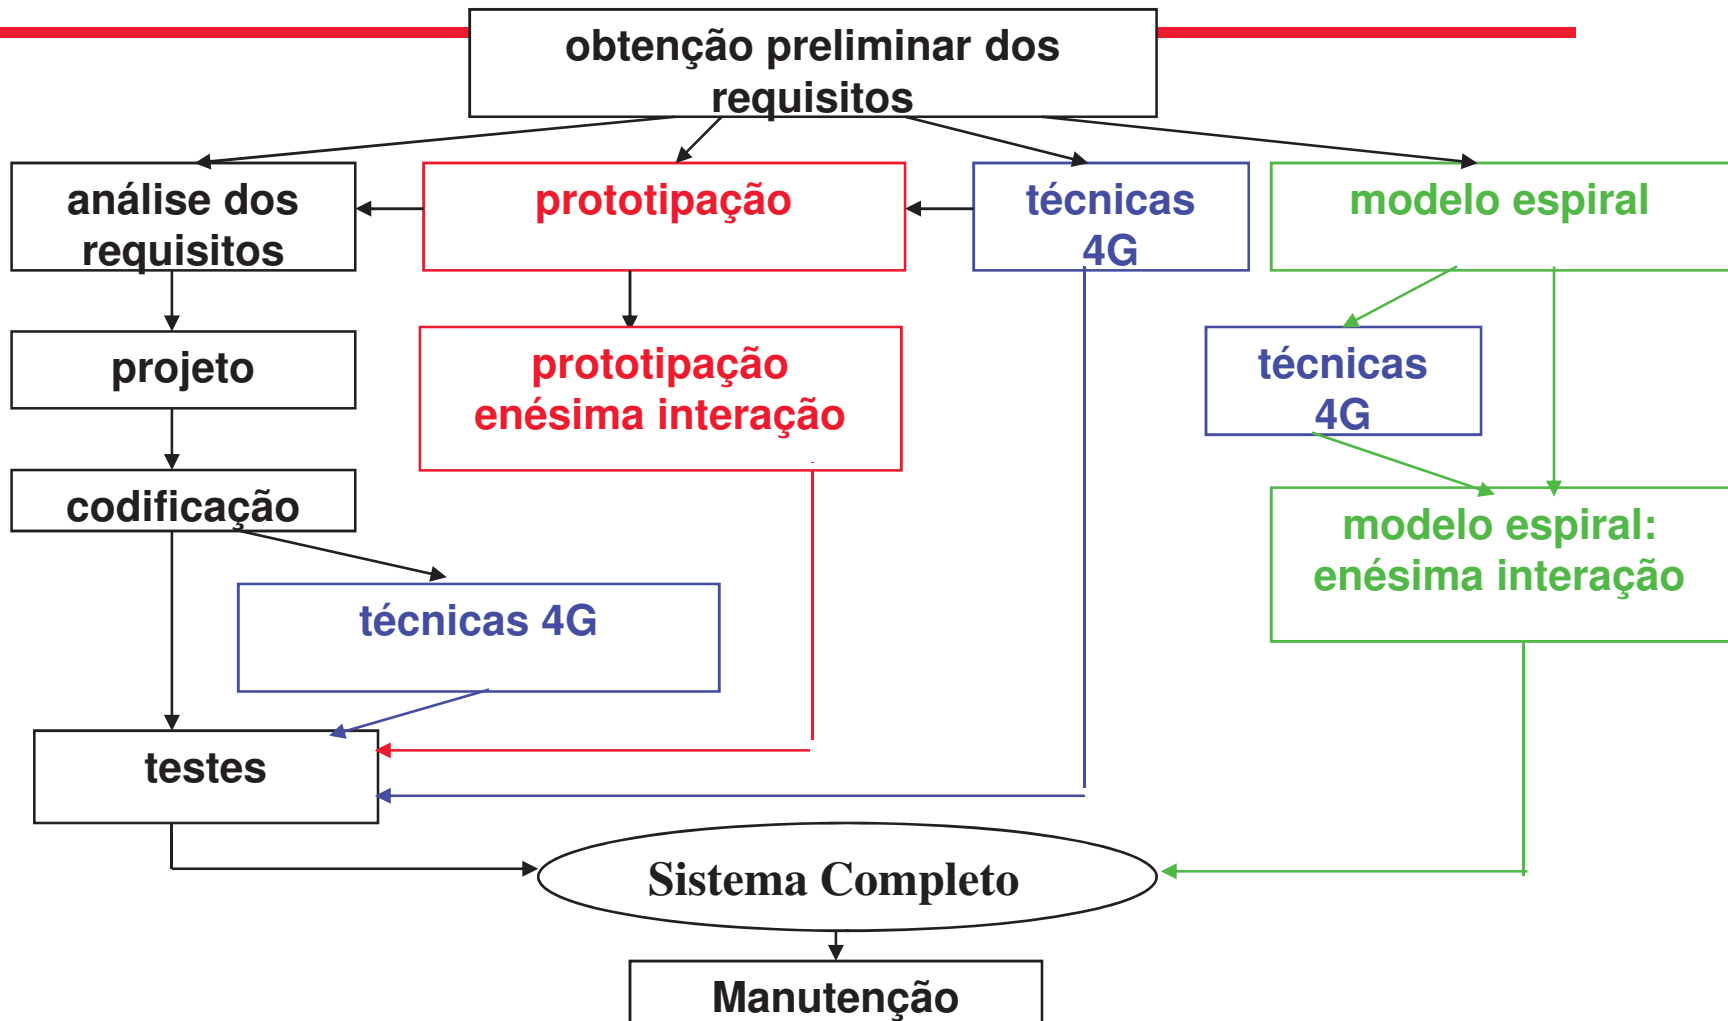 obtenção preliminar dos
requisitos
análise dos
requisitos
prototipação
técnicas
4G
modelo espiral
projeto
prototipação
enésima interação
técnicas
4G
codificação
modelo espiral:
enésima interação
técnicas 4G
testes
Sistema Completo
Manutenção